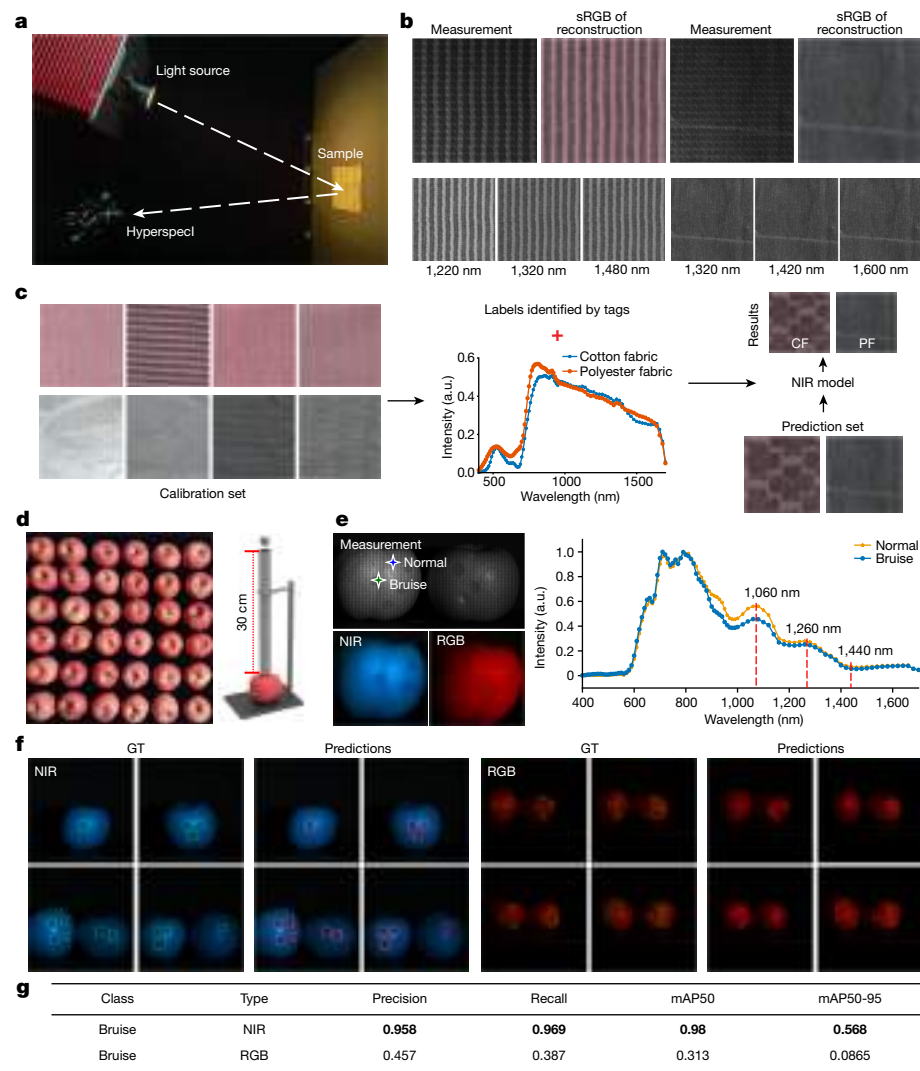 a
Light source
Sample
HyperspecI
b
Measurement
sRGB of
reconstruction
Measurement
sRGB of
reconstruction
1,220 nm
1,320 nm
1,480 nm
1,320 nm
1,420 nm
1,600 nm
c
Calibration set
Labels identified by tags
+
Cotton fabric
Polyester fabric
Intensity (a.u.)
0.6
0.4
0.2
0.0
500
1000
1500
Wavelength (nm)
Results
CF
PF
NIR model
Prediction set
d
30 cm
e
Measurement
Normal
Bruise
NIR
RGB
Normal
Bruise
Intensity (a.u.)
1.0
0.8
0.6
0.4
0.2
0
1,060 nm
1,260 nm
1,440 nm
400
600
800
1,000
1,200
1,400
1,600
Wavelength (nm)
f
GT
Predictions
GT
Predictions
NIR
RGB
g
Class Type Precision Recall mAP50 mAP50-95
Bruise NIR 0.958 0.969 0.98 0.568
Bruise RGB 0.457 0.387 0.313 0.0865